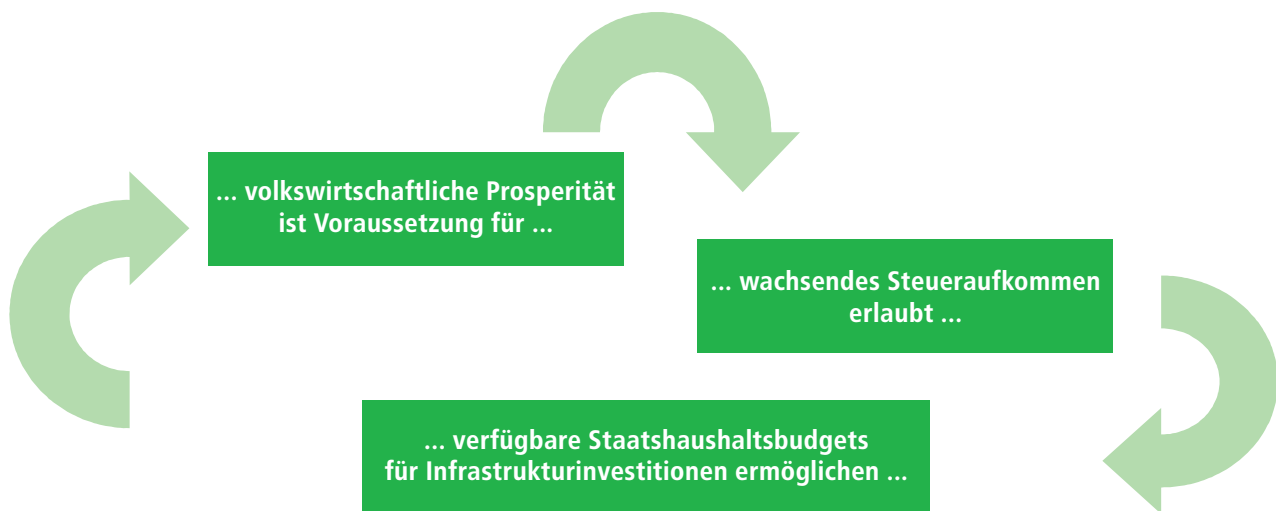 ... volkswirtschaftliche Prosperität
ist Voraussetzung für ...
... wachsendes Steueraufkommen
erlaubt ...
... verfügbare Staatshaushaltsbudgets
für Infrastrukturinvestitionen ermöglichen ...